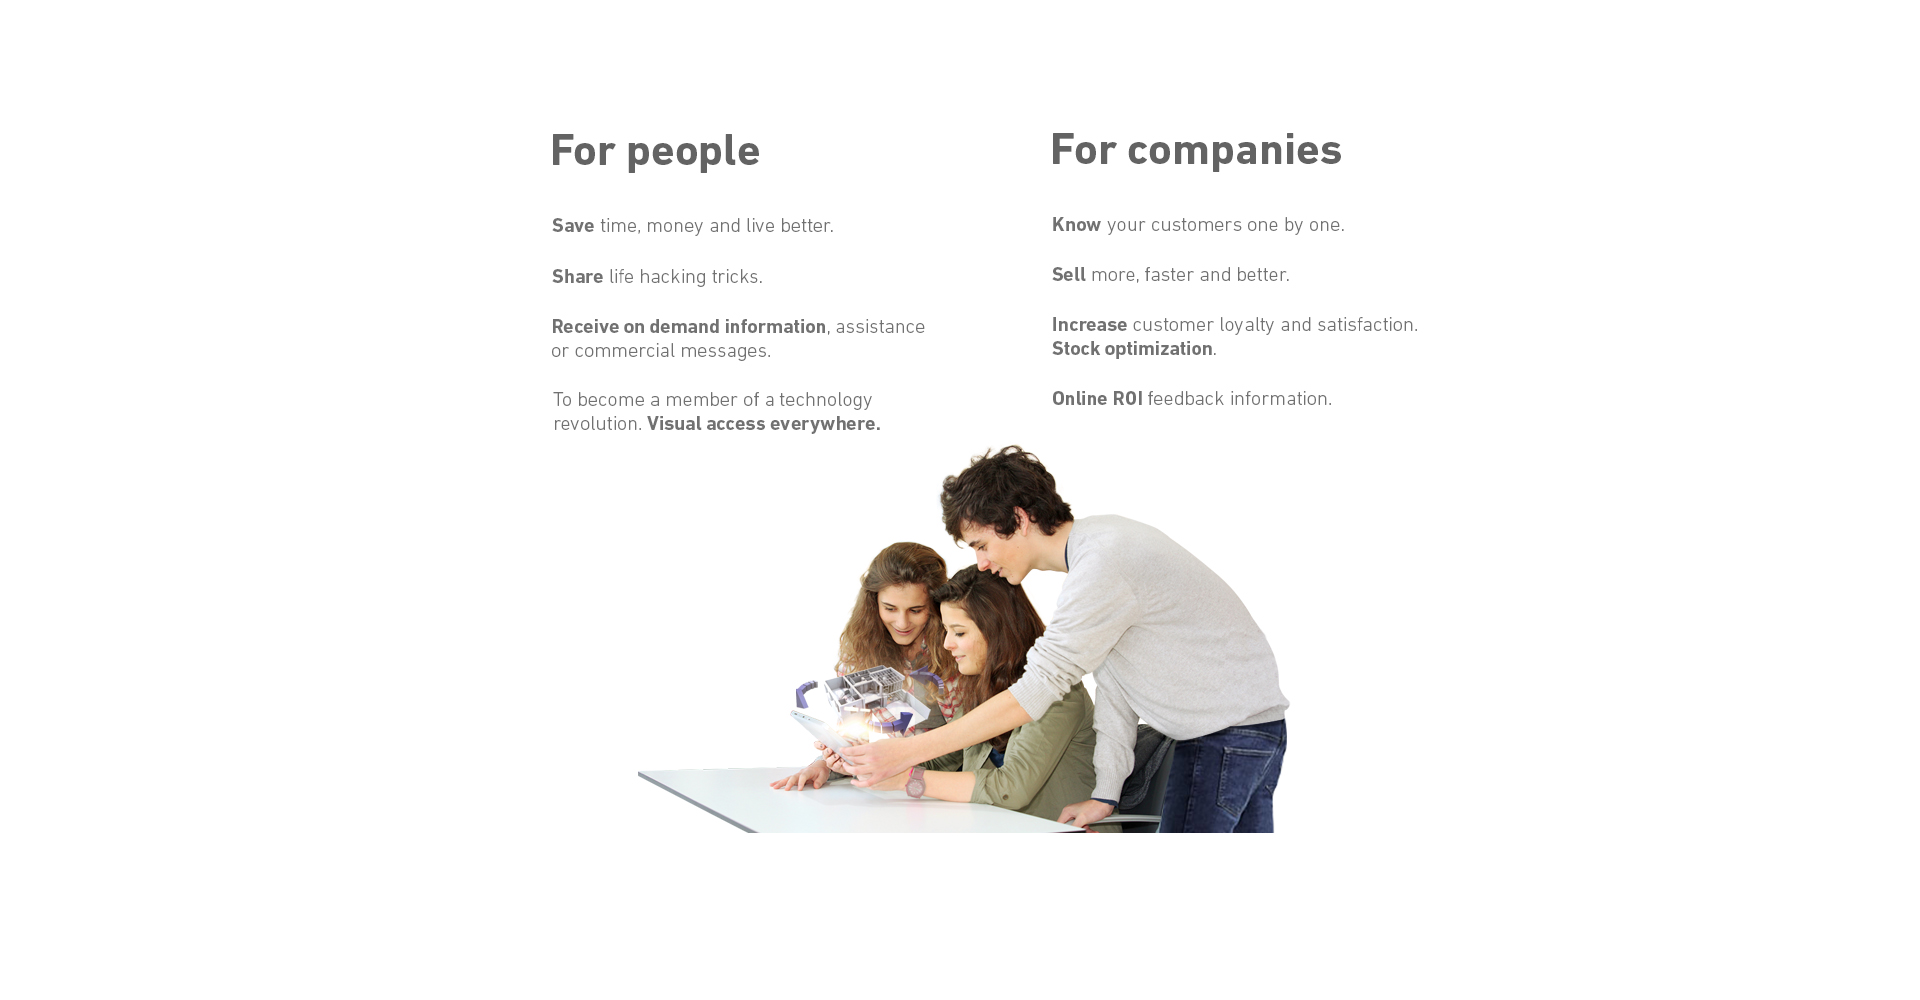 For people
Save time, money and live better.
Share life hacking tricks.
Receive on demand information, assistance
or commercial messages.
To become a member of a technology
revolution. Visual access everywhere.
For companies
Know your customers one by one.
Sell more, faster and better.
Increase customer loyalty and satisfaction.
Stock optimization.
Online ROI feedback information.